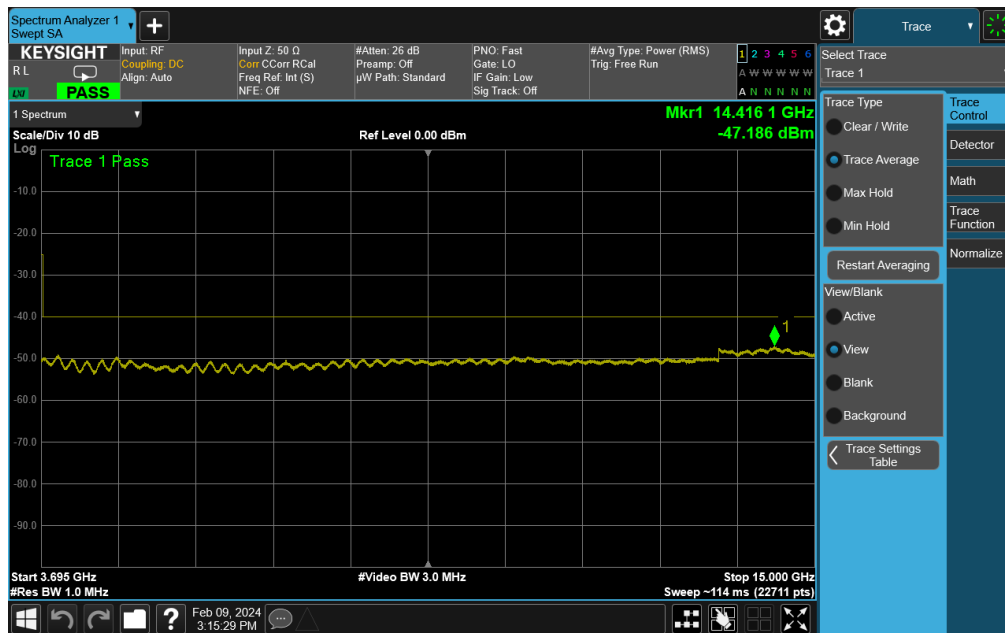 Spectrum Analyzer 1
Swept SA
+
Trace
KEYSIGHT
R L
LXI
PASS
Input: RF
Coupling: DC
Align: Auto
Input Z: 50 Ω
Corr CCorr RCal
Freq Ref: Int (S)
NFE: Off
#Atten: 26 dB
Preamp: Off
µW Path: Standard
PNO: Fast
Gate: LO
IF Gain: Low
Sig Track: Off
#Avg Type: Power (RMS)
Trig: Free Run
1 2 3 4 5 6
A W W W W W
A N N N N N
Select Trace
Trace 1
1 Spectrum
Mkr1 14.416 1 GHz
-47.186 dBm
Scale/Div 10 dB
Ref Level 0.00 dBm
Log
Trace 1 Pass
-10.0
-20.0
-30.0
-40.0
-50.0
-60.0
-70.0
-80.0
-90.0
1
Start 3.695 GHz
#Video BW 3.0 MHz
Stop 15.000 GHz
#Res BW 1.0 MHz
Sweep ~114 ms (22711 pts)
Trace Type
Clear / Write
Trace Average
Max Hold
Min Hold
Restart Averaging
View/Blank
Active
View
Blank
Background
Trace Settings
Table
Trace
Control
Detector
Math
Trace
Function
Normalize
?
Feb 09, 2024
3:15:29 PM